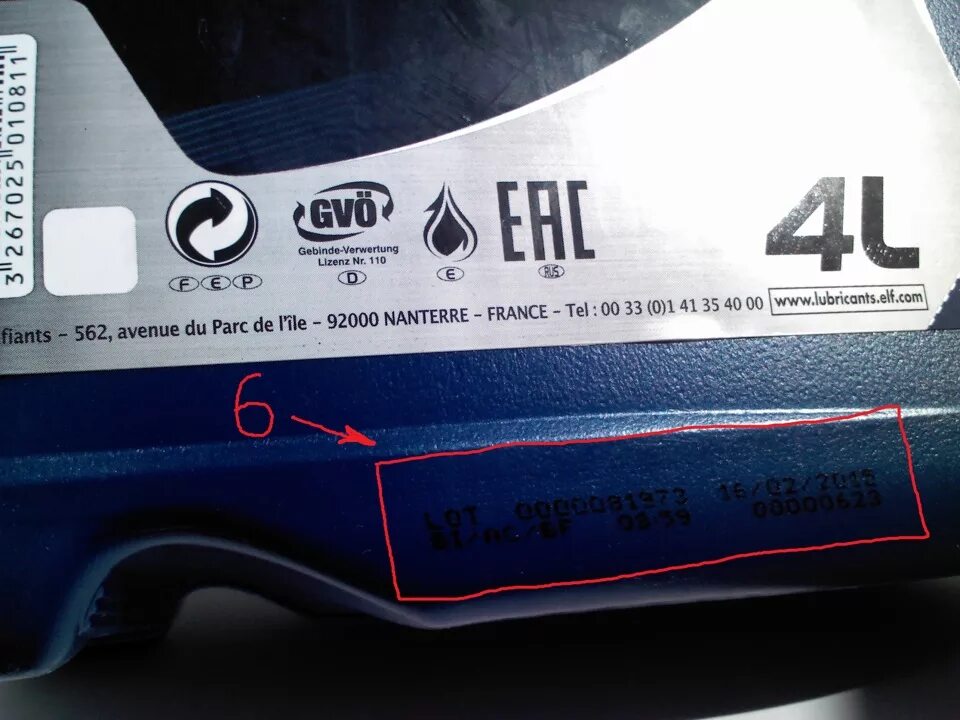 3 267025 010811
GVÖ
Gebinde-Verwertung
Lizenz Nr. 110
F E P
D
E
EAC
RUS
4L
fiants – 562, avenue du Parc de l'île – 92000 NANTERRE – FRANCE – Tel : 00 33 (0)1 41 35 40 00
www.lubricants.elf.com
6
LOT 0000081973 16/02/2015
08:59 00000623